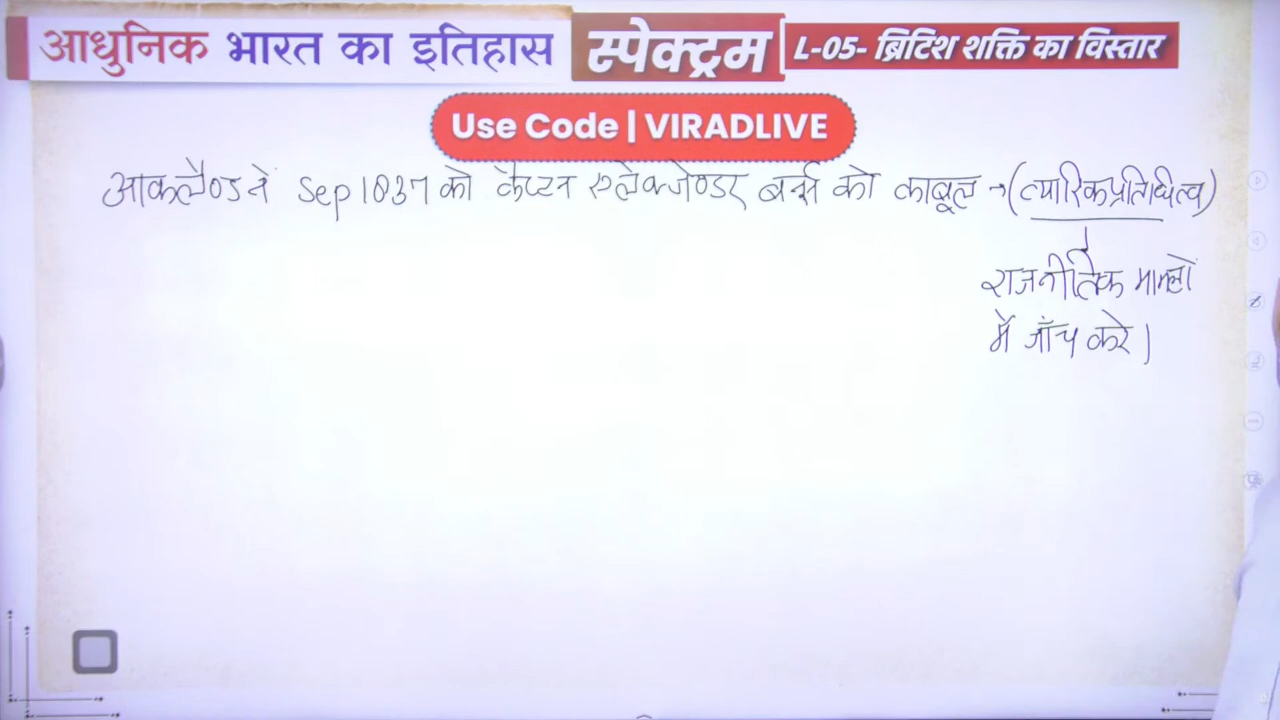 आधुनिक भारत का इतिहास स्पेक्ट्रम L-05- ब्रिटिश शक्ति का विस्तार
Use Code | VIRADLIVE
आकलैण्ड ने Sep 1837 को कैप्टन एलेक्जेण्डर बर्न्स को काबूल → (व्यापारिक प्रतिनिधित्व)
राजनीतिक मामलों
में जाँच करे।